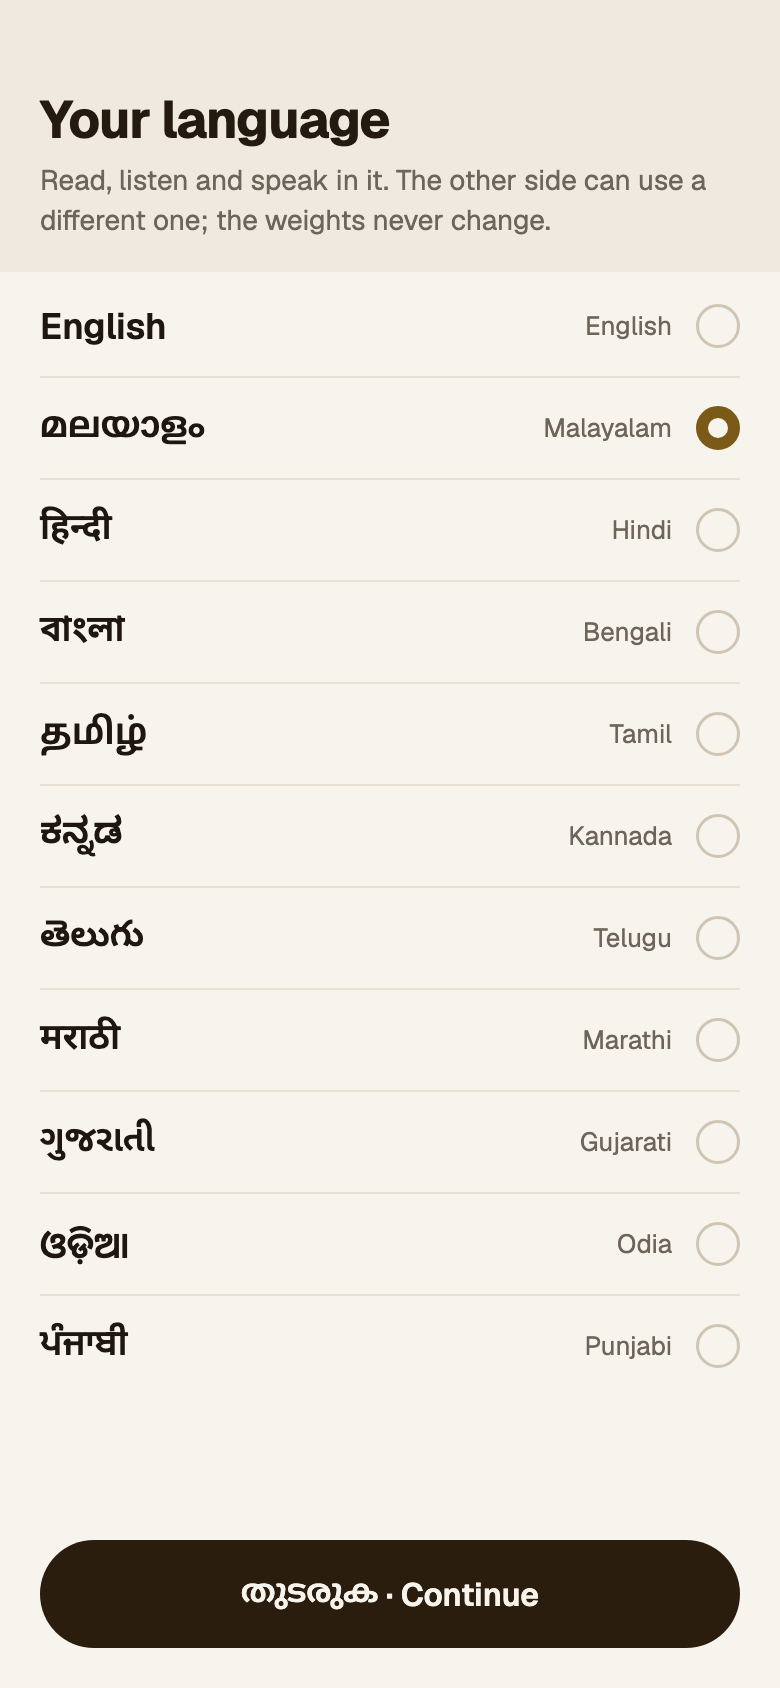 Your language
Read, listen and speak in it. The other side can use a
different one; the weights never change.
English English
മലയാളം Malayalam
हिन्दी Hindi
বাংলা Bengali
தமிழ் Tamil
ಕನ್ನಡ Kannada
తెలుగు Telugu
मराठी Marathi
ગુજરાતી Gujarati
ଓଡ଼ିଆ Odia
ਪੰਜਾਬੀ Punjabi
തുടരുക · Continue